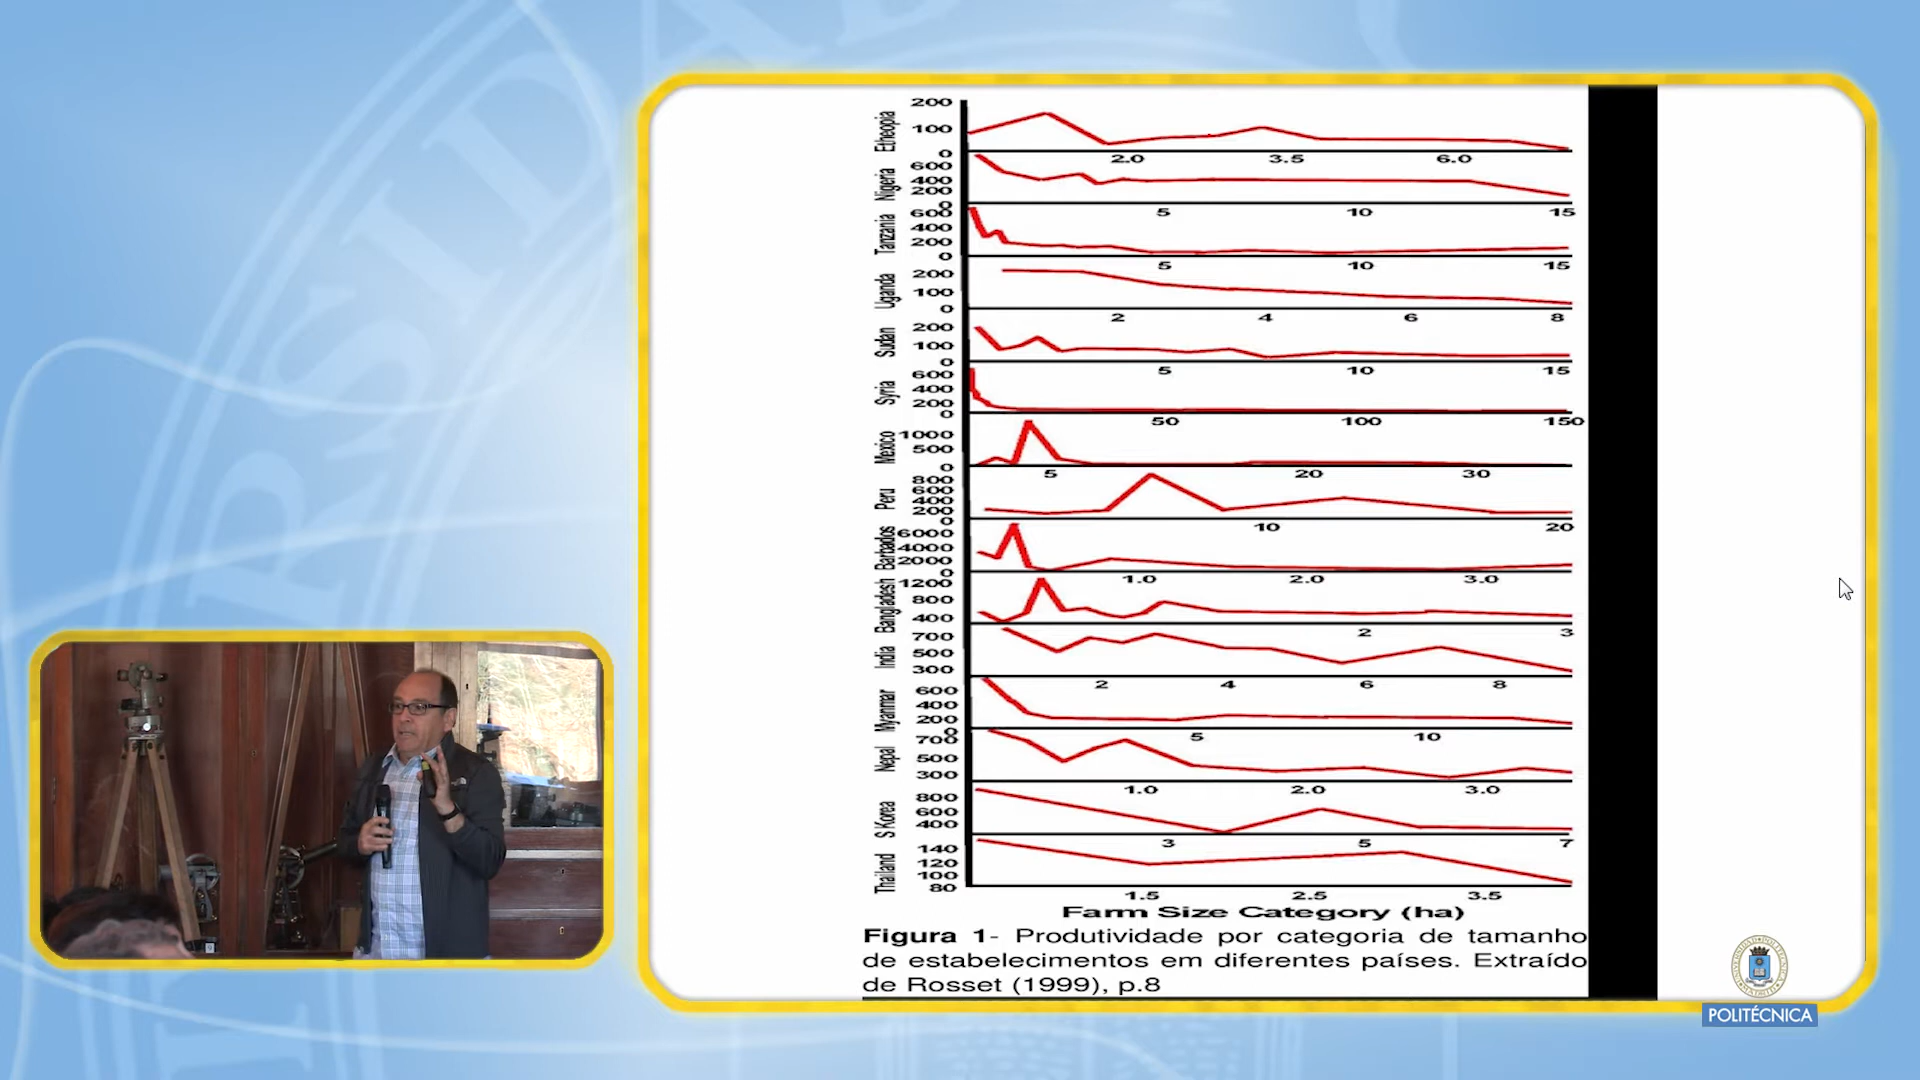 200
100
0
Etheopia
2.0 3.5 6.0
600
400
200
0
Nigeria
5 10 15
600
400
200
0
Tanzania
5 10 15
200
100
0
Uganda
2 4 6 8
200
100
0
Sudan
5 10 15
600
400
200
0
Syria
50 100 150
1000
500
0
Mexico
5 20 30
800
600
400
200
0
Peru
10 20
6000
4000
2000
0
Barbados
1.0 2.0 3.0
1200
800
400
Bangladesh
2 3
700
500
300
India
2 4 6 8
600
400
200
0
Myanmar
5 10
700
500
300
Nepal
1.0 2.0 3.0
800
600
400
S Korea
3 5 7
140
120
100
80
Thailand
1.5 2.5 3.5
Farm Size Category (ha)
Figura 1- Produtividade por categoria de tamanho
de estabelecimentos em diferentes países. Extraído
de Rosset (1999), p.8
POLITÉCNICA